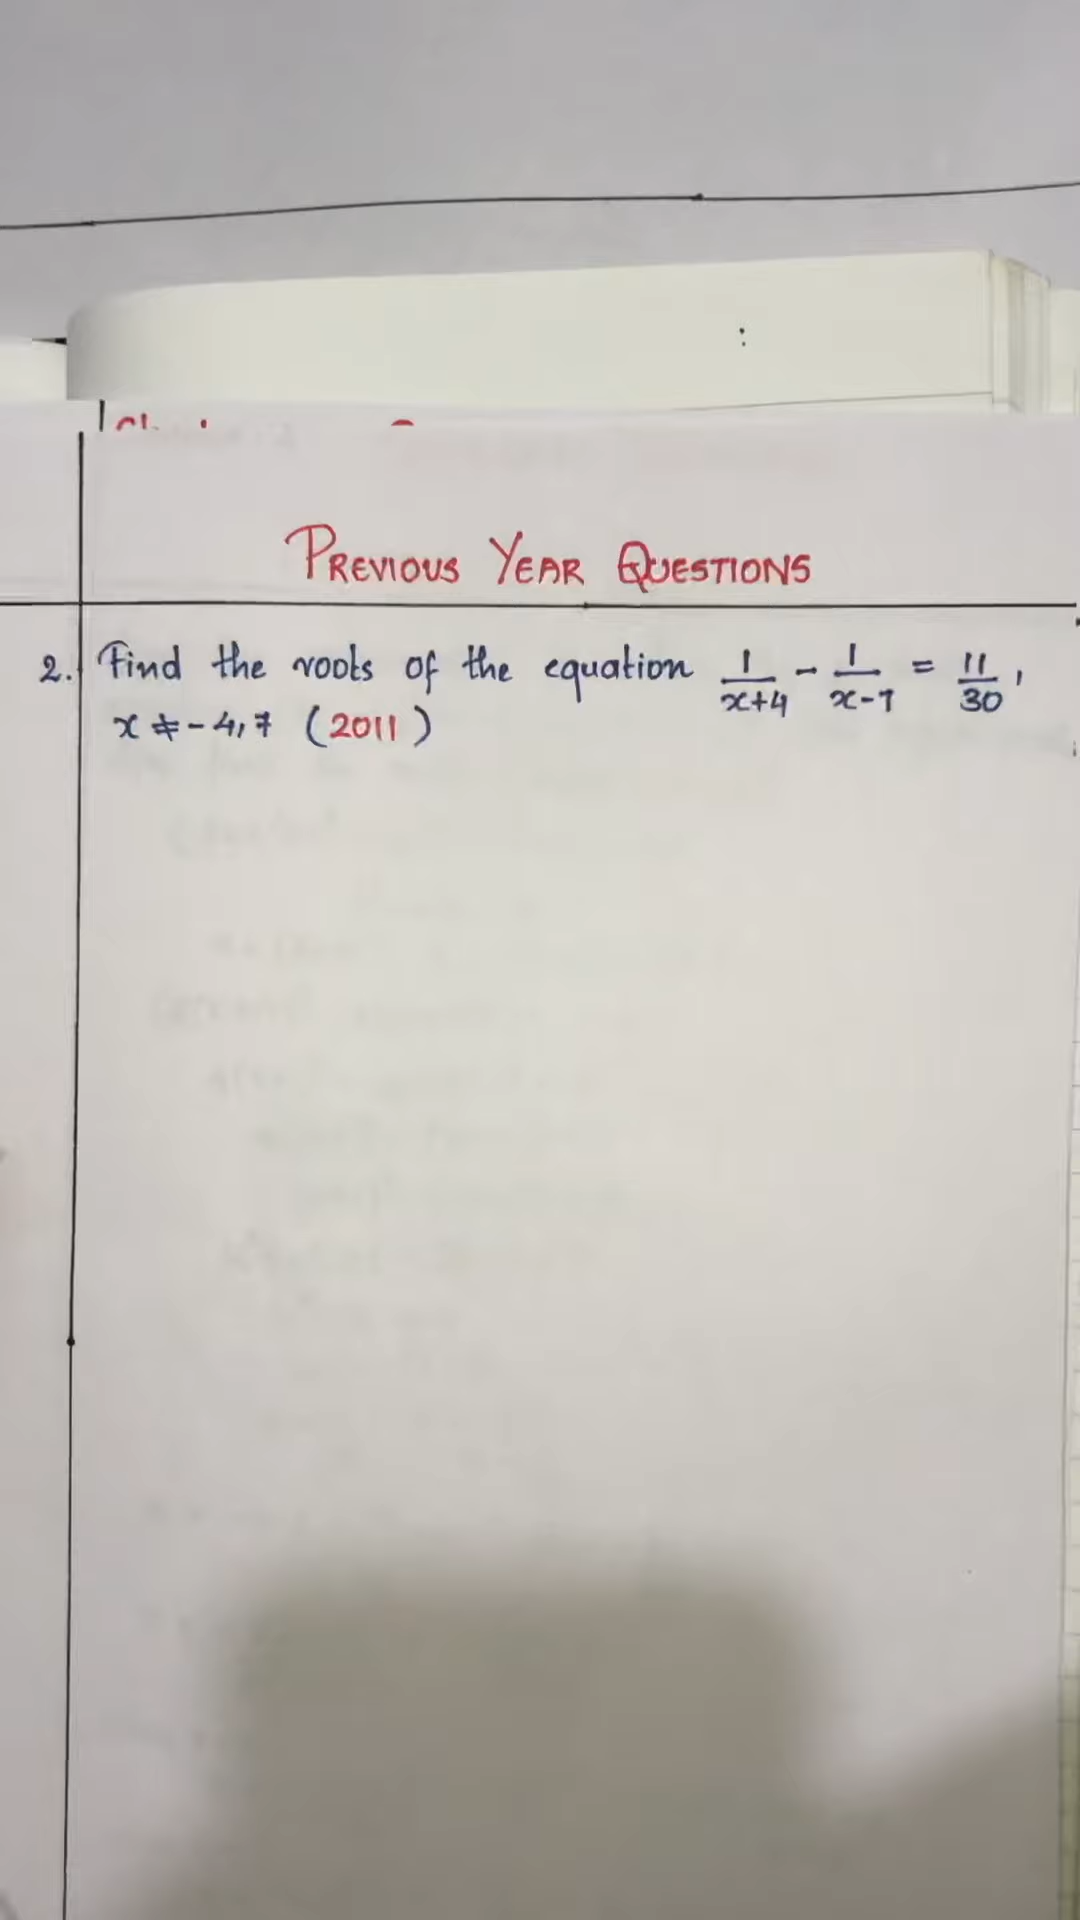 PREVIOUS YEAR QUESTIONS
2. Find the roots of the equation 1/x+4 - 1/x-7 = 11/30,
x ≠ -4,7 (2011)